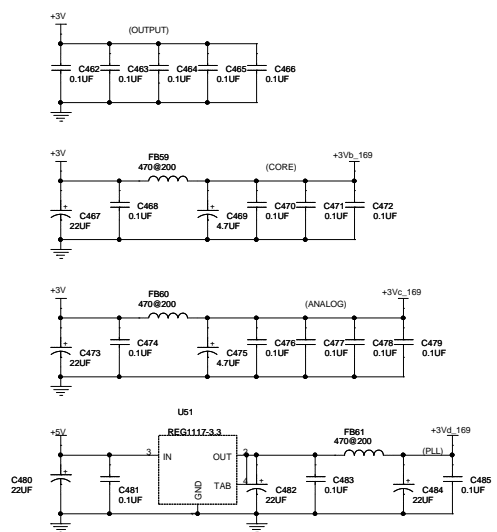 +3V
(OUTPUT)
C462 C463 C464 C465 C466
0.1UF 0.1UF 0.1UF 0.1UF 0.1UF
+3V
FB59
470@200
(CORE)
+3Vb_169
C467
22UF
C468
0.1UF
C469
4.7UF
C470
0.1UF
C471
0.1UF
C472
0.1UF
+3V
FB60
470@200
(ANALOG)
+3Vc_169
C473
22UF
C474
0.1UF
C475
4.7UF
C476
0.1UF
C477
0.1UF
C478
0.1UF
C479
0.1UF
U51
REG1117-3.3
+5V
3 IN OUT 2
TAB 4
GND
FB61
470@200
+3Vd_169
(PLL)
C480
22UF
C481
0.1UF
C482
22UF
C483
0.1UF
C484
22UF
C485
0.1UF